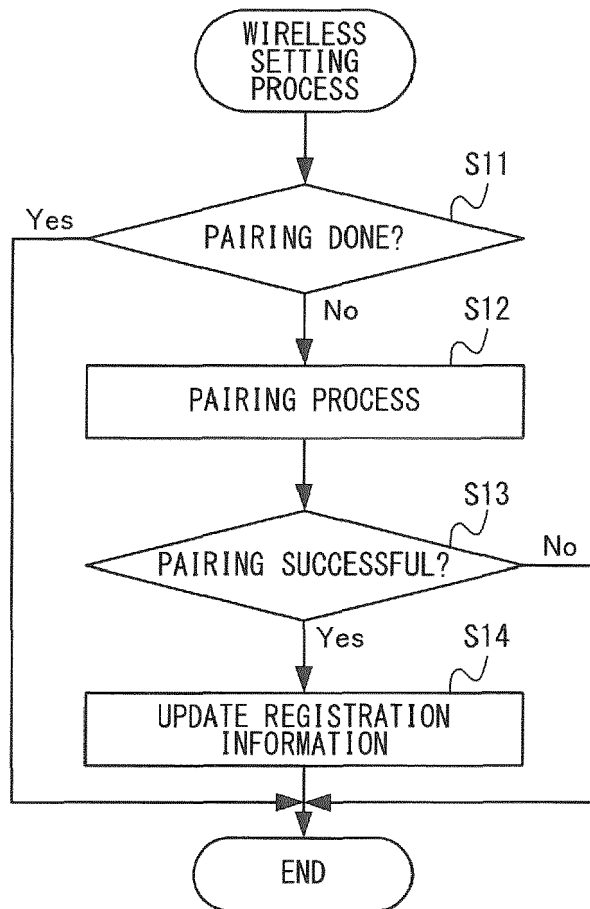 WIRELESS
SETTING
PROCESS
S11
Yes
PAIRING DONE?
No
S12
PAIRING PROCESS
S13
PAIRING SUCCESSFUL?
No
Yes
S14
UPDATE REGISTRATION
INFORMATION
END